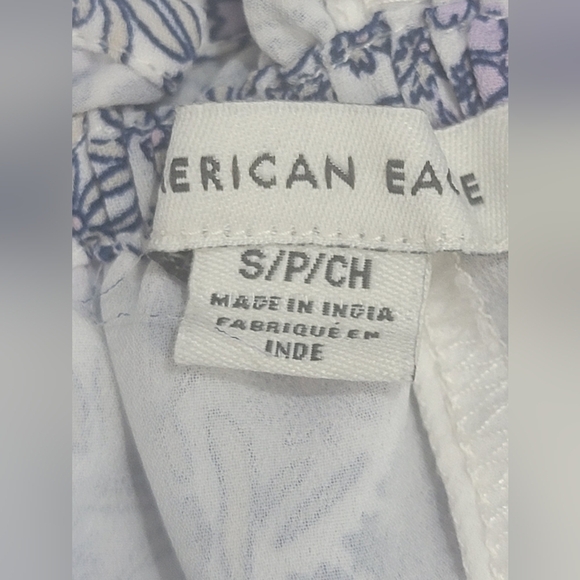 ERICAN EA E
S/P/CH
MADE IN INDIA
FABRIQUÉ EN
INDE